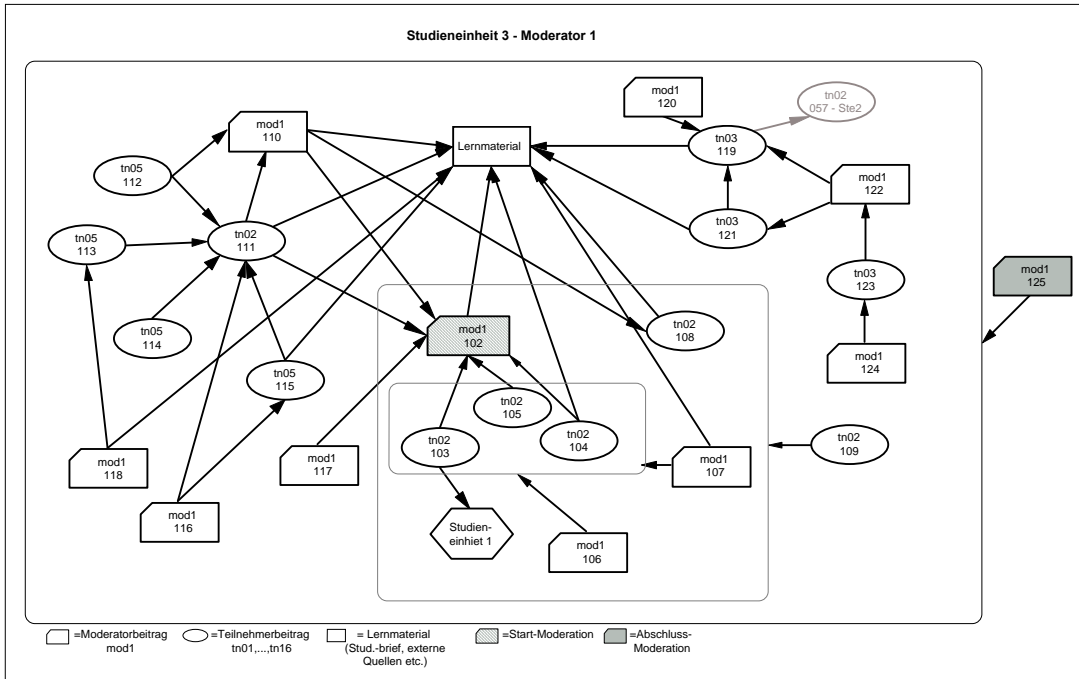 Studieneinheit 3 - Moderator 1
mod1
120
tn02
057 - Ste2
mod1
110
Lernmaterial
tn03
119
tn05
112
mod1
122
tn02
111
tn05
113
tn03
121
tn03
123
mod1
125
mod1
102
tn02
108
tn05
114
mod1
124
tn05
115
tn02
105
tn02
103
tn02
104
tn02
109
mod1
118
mod1
117
mod1
107
mod1
116
Studien-
einhiet 1
mod1
106
=Moderatorbeitrag
mod1
=Teilnehmerbeitrag
tn01,...,tn16
= Lernmaterial
(Stud.-brief, externe
Quellen etc.)
=Start-Moderation
=Abschluss-
Moderation